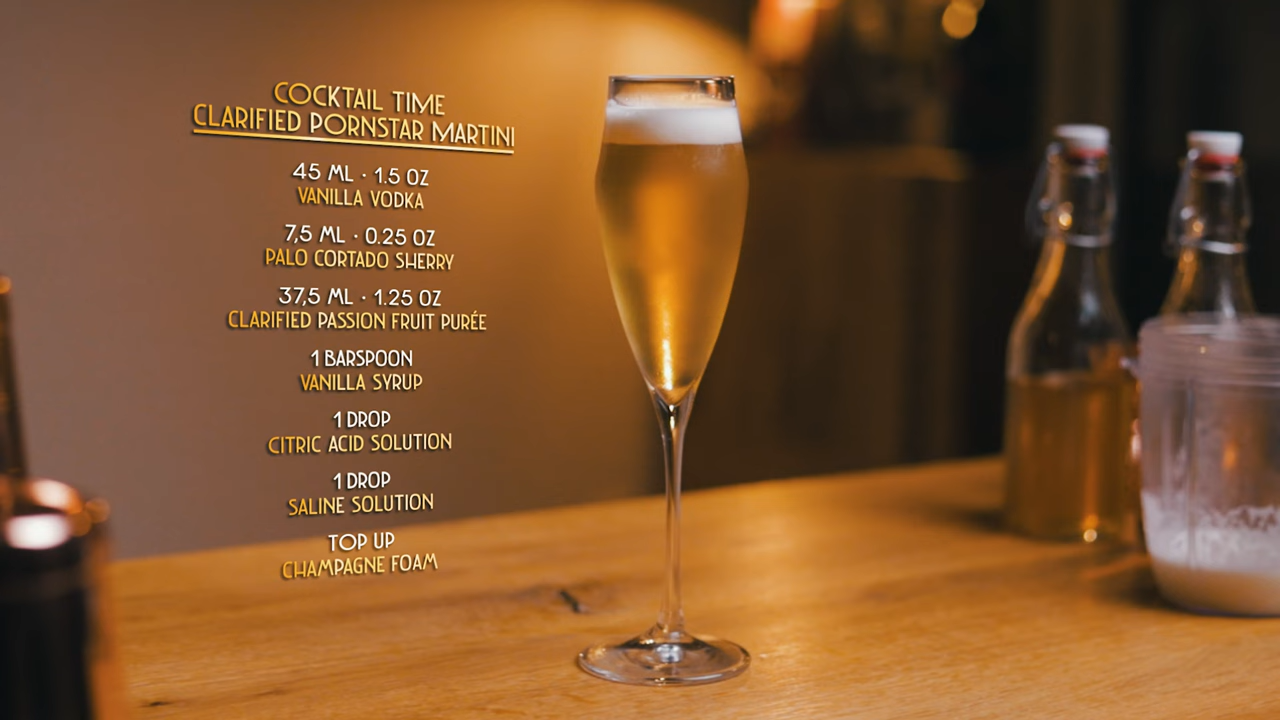 COCKTAIL TIME
CLARIFIED PORNSTAR MARTINI
45 ML · 1.5 OZ
VANILLA VODKA
7,5 ML · 0.25 OZ
PALO CORTADO SHERRY
37,5 ML · 1.25 OZ
CLARIFIED PASSION FRUIT PURÉE
1 BARSPOON
VANILLA SYRUP
1 DROP
CITRIC ACID SOLUTION
1 DROP
SALINE SOLUTION
TOP UP
CHAMPAGNE FOAM